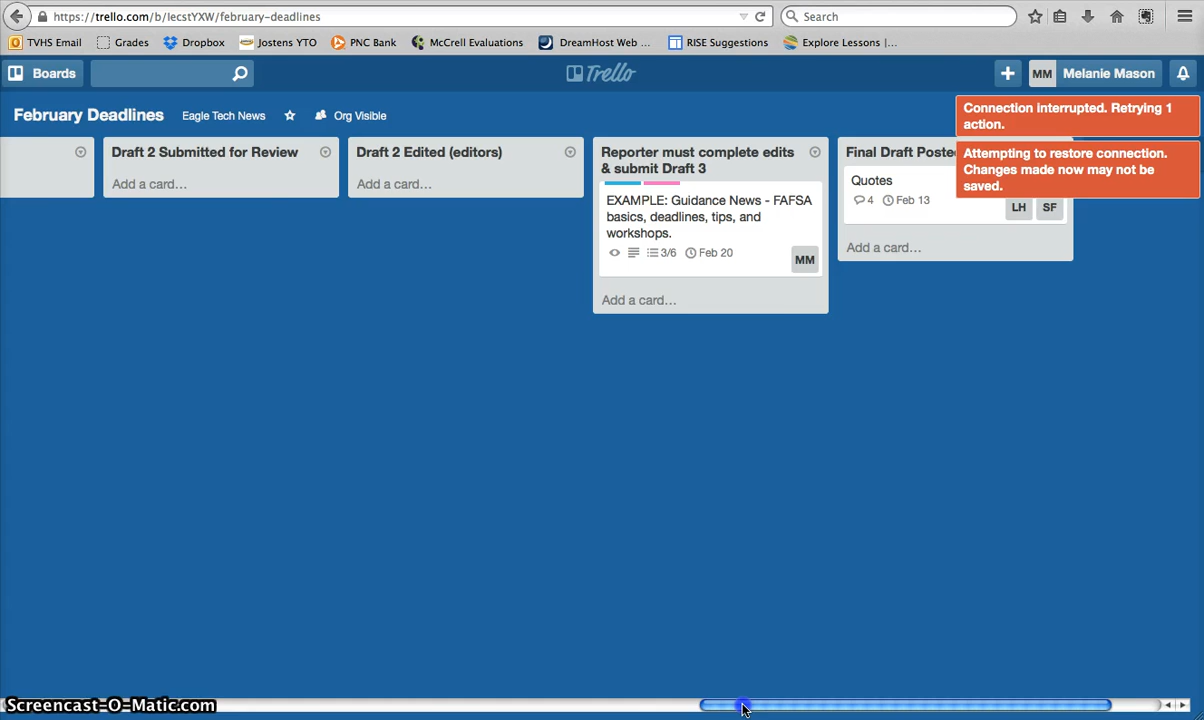 https://trello.com/b/IecstYXW/february-deadlines
Search
TVHS Email
Grades
Dropbox
Jostens YTO
PNC Bank
McCrell Evaluations
DreamHost Web ...
RISE Suggestions
Explore Lessons |...
Boards
Trello
MM
Melanie Mason
February Deadlines
Eagle Tech News
Org Visible
Connection interrupted. Retrying 1
action.
Attempting to restore connection.
Changes made now may not be
saved.
Draft 2 Submitted for Review
Add a card...
Draft 2 Edited (editors)
Add a card...
Reporter must complete edits
& submit Draft 3
EXAMPLE: Guidance News - FAFSA
basics, deadlines, tips, and
workshops.
3/6
Feb 20
MM
Add a card...
Final Draft Poste
Quotes
4
Feb 13
LH
SF
Add a card...
Screencast-O-Matic.com